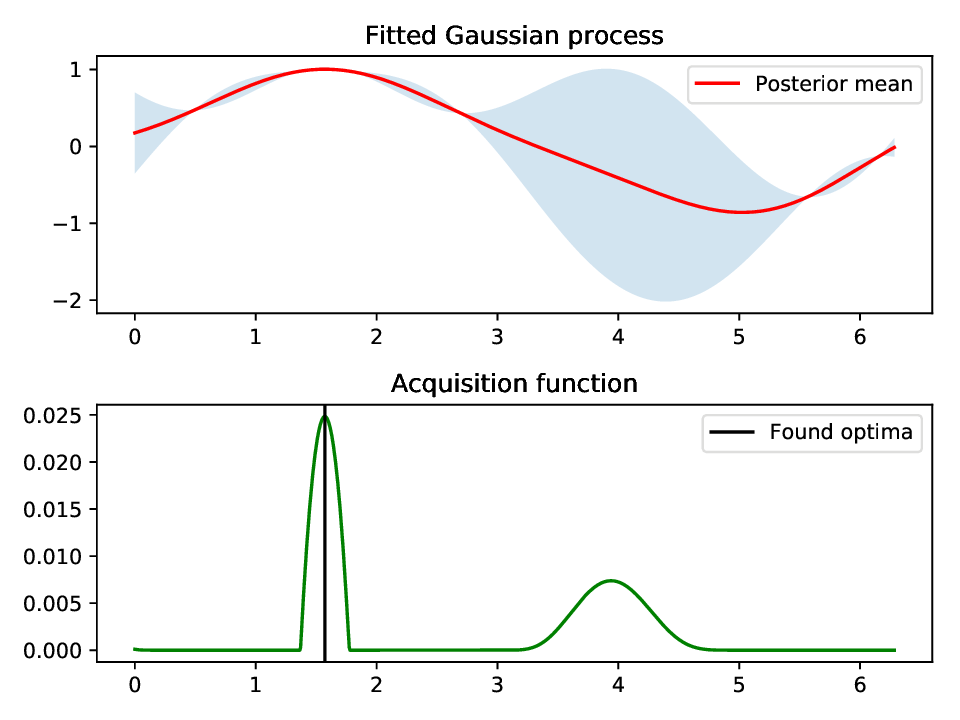 Fitted Gaussian process
Posterior mean
1
0
−1
−2
0 1 2 3 4 5 6
Acquisition function
Found optima
0.025
0.020
0.015
0.010
0.005
0.000
0 1 2 3 4 5 6